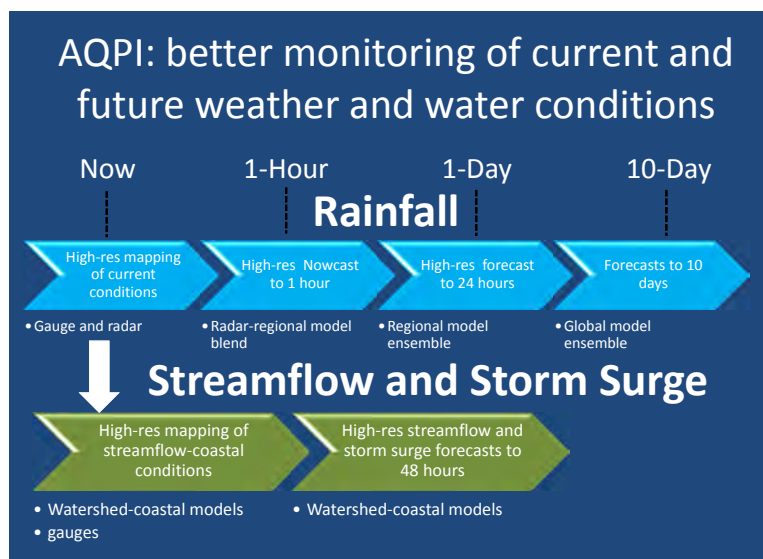 AQPI: better monitoring of current and
future weather and water conditions
Now 1-Hour 1-Day 10-Day
Rainfall
High-res mapping
of current
conditions
High-res Nowcast
to 1 hour
High-res forecast
to 24 hours
Forecasts to 10
days
• Gauge and radar
• Radar-regional model
blend
• Regional model
ensemble
• Global model
ensemble
Streamflow and Storm Surge
High-res mapping of
streamflow-coastal
conditions
High-res streamflow and
storm surge forecasts to
48 hours
• Watershed-coastal models
• gauges
• Watershed-coastal models